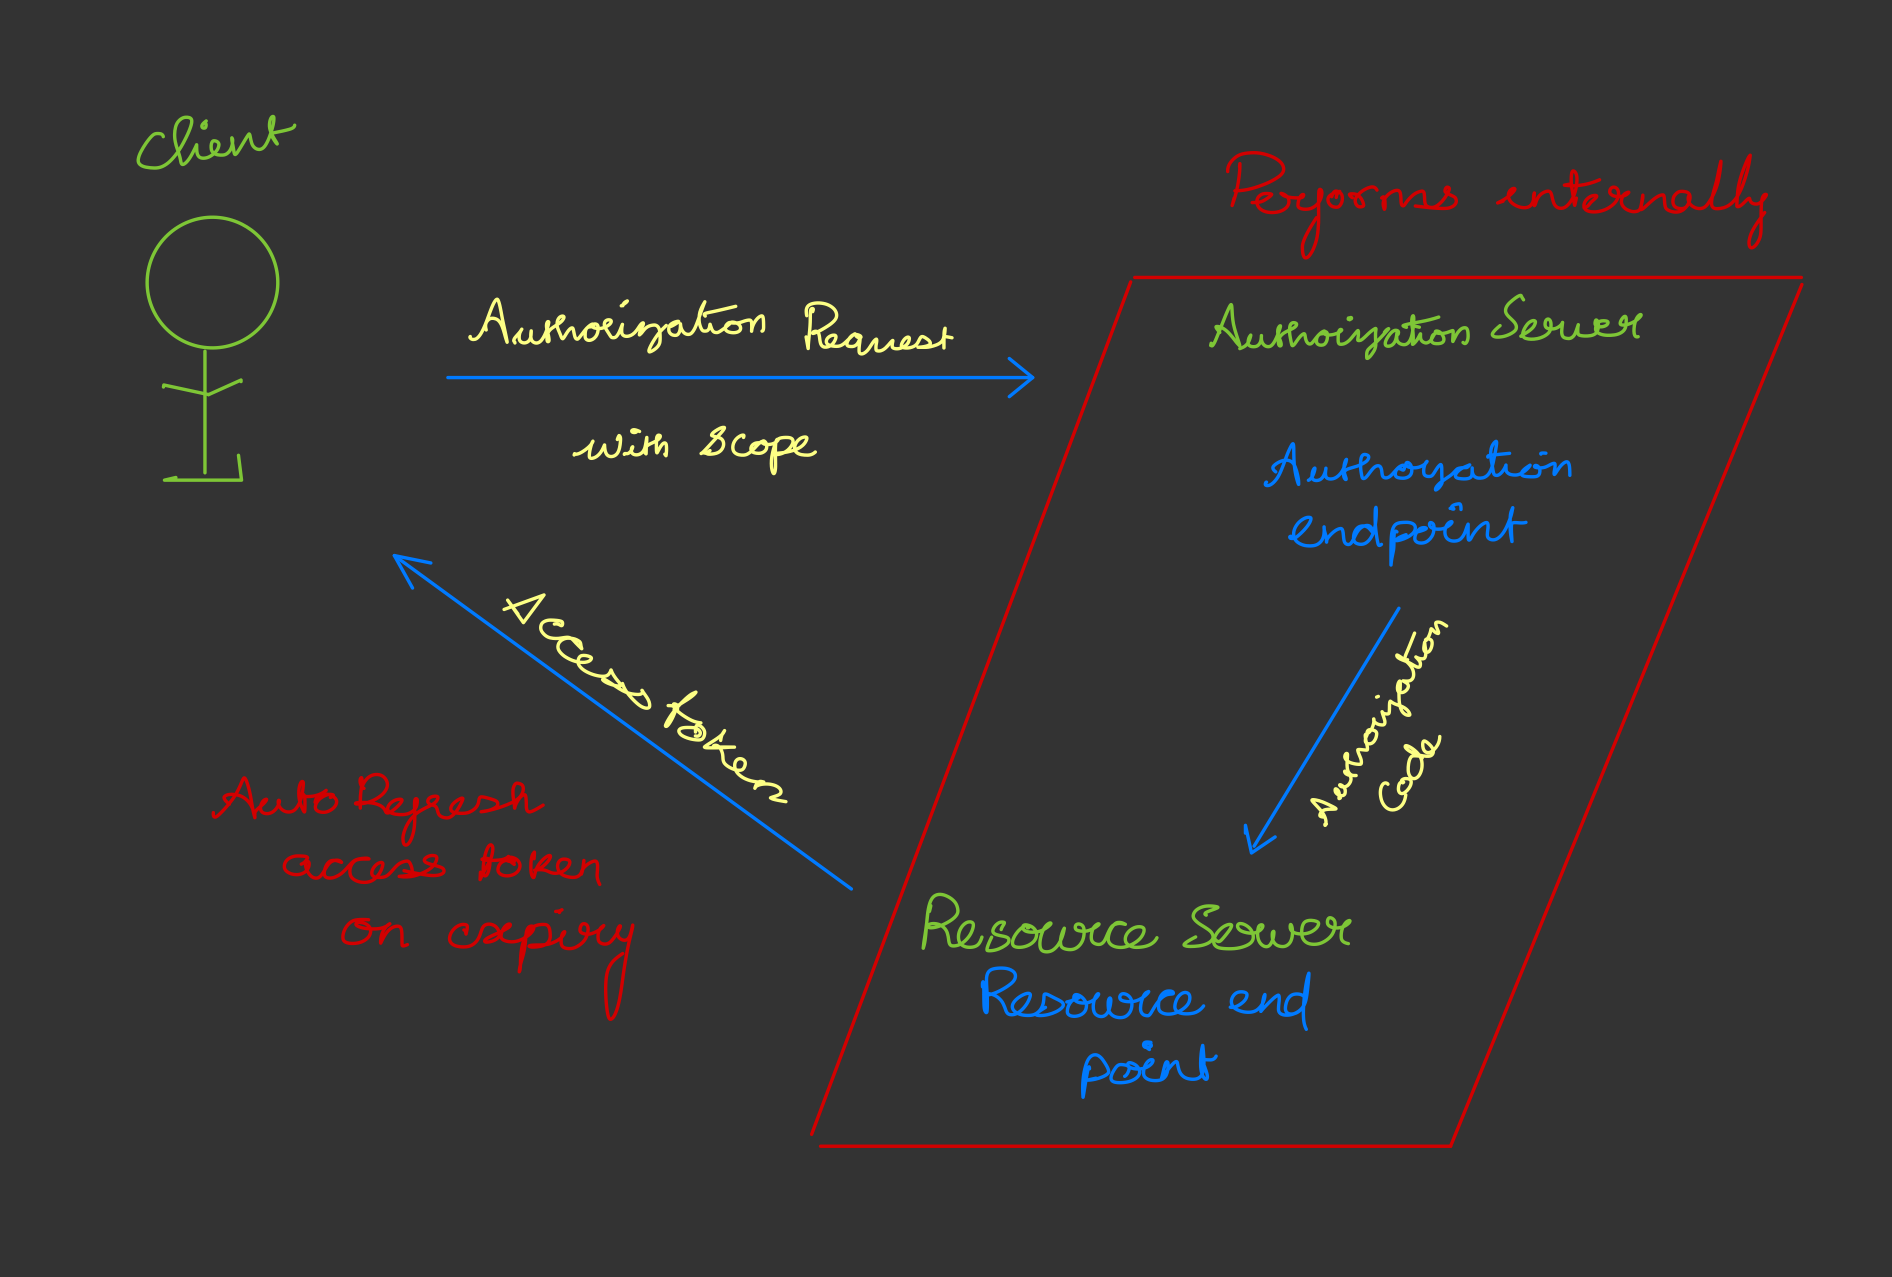 Client
Performs internally
Authorization Request
with Scope
Authorization Server
Authorization
endpoint
Authorization
Code
Access token
Auto Refresh
access token
on expiry
Resource Server
Resource end
point